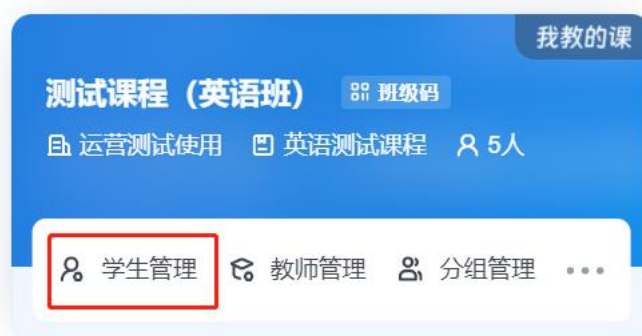 我教的课
测试课程（英语班） 班级码
运营测试使用 英语测试课程 5人
学生管理 教师管理 分组管理 •••